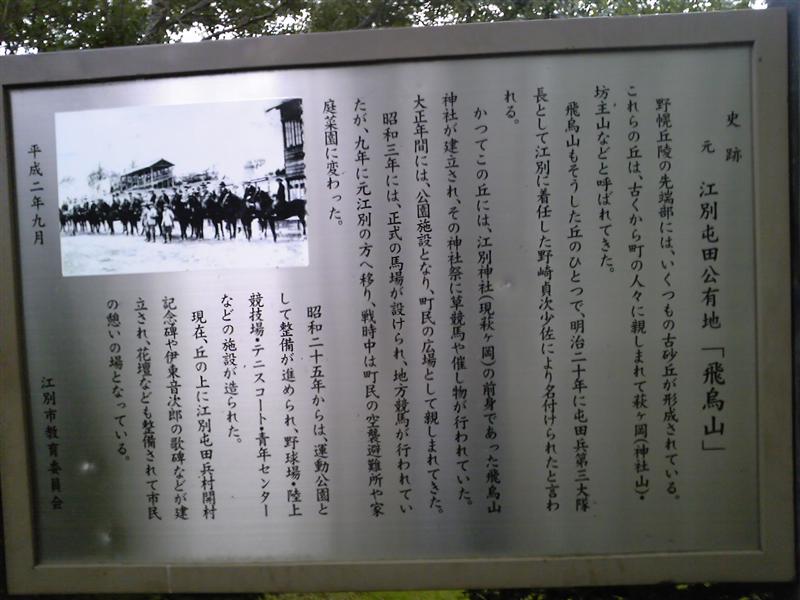 史跡
元 江別屯田公有地 「飛烏山」
野幌丘陵の先端部には、いくつもの古砂丘が形成されている。
これらの丘は、古くから町の人々に親しまれて萩ヶ岡(神社山)・
坊主山などと呼ばれてきた。
飛烏山もそうした丘のひとつで、明治二十年に屯田兵第三大隊
長として江別に着任した野崎貞次少佐により名付けられたと言わ
れる。
かつてこの丘には、江別神社(現萩ヶ岡)の前身であった飛烏山
神社が建立され、その神社祭に草競馬や催し物が行われていた。
大正年間には、公園施設となり、町民の広場として親しまれてきた。
昭和三年には、正式の馬場が設けられ、地方競馬が行われてい
たが、九年に元江別の方へ移り、戦時中は町民の空襲避難所や家
庭菜園に変わった。
昭和二十五年からは、運動公園と
して整備が進められ、野球場・陸上
競技場・テニスコート・青年センター
などの施設が造られた。
現在、丘の上に江別屯田兵村開村
記念碑や伊東音次郎の歌碑などが建
立され、花壇なども整備されて市民
の憩いの場となっている。
平成二年九月
江別市教育委員会